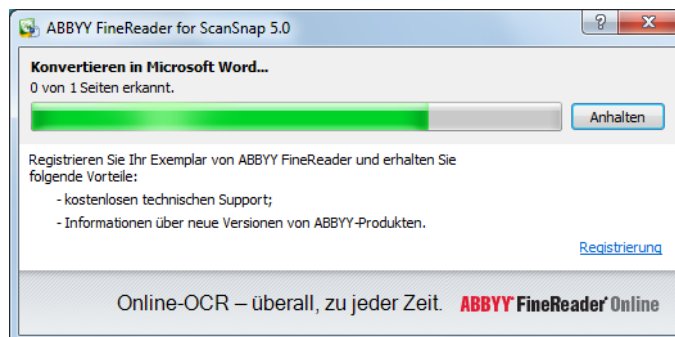 ABBYY FineReader for ScanSnap 5.0
Konvertieren in Microsoft Word...
0 von 1 Seiten erkannt.
Anhalten
Registrieren Sie Ihr Exemplar von ABBYY FineReader und erhalten Sie
folgende Vorteile:
- kostenlosen technischen Support;
- Informationen über neue Versionen von ABBYY-Produkten.
Registrierung
Online-OCR – überall, zu jeder Zeit. ABBYY FineReader Online